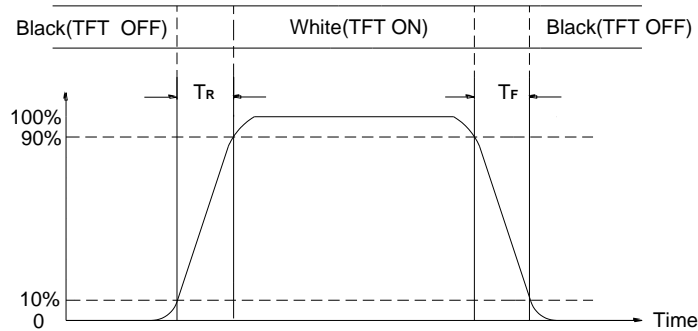 Black(TFT OFF) White(TFT ON) Black(TFT OFF)
TR TF
100%
90%
10%
0
Time